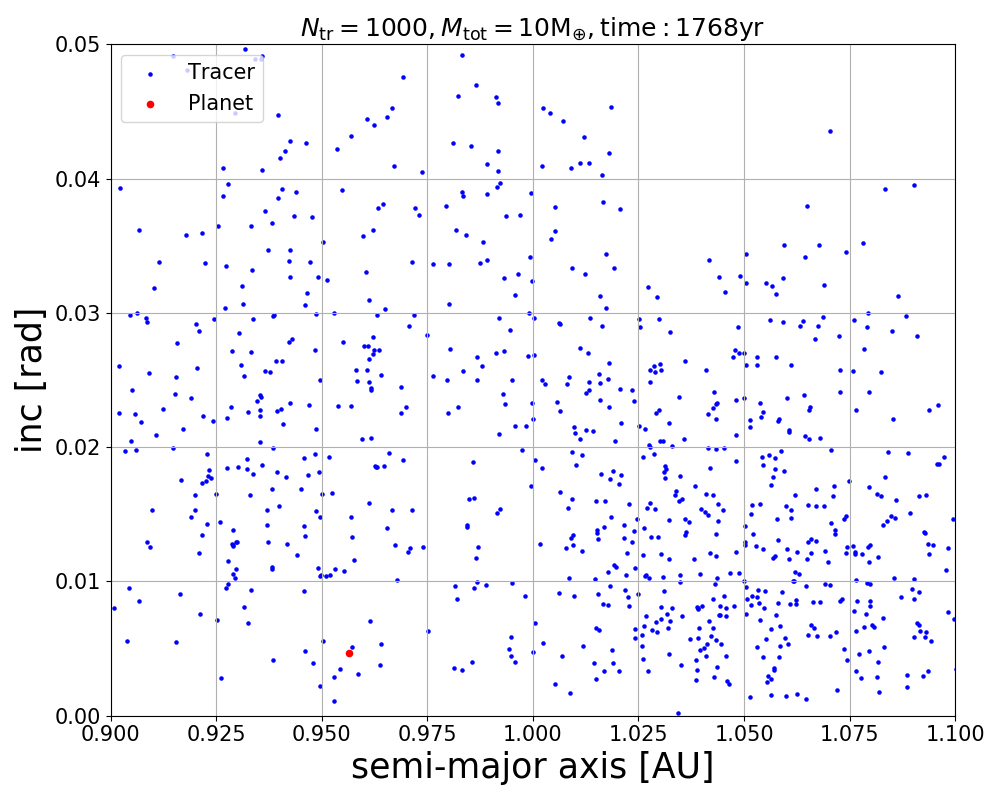 N_tr = 1000, M_tot = 10M_⊕, time : 1768yr
0.05
0.04
0.03
0.02
0.01
0.00
inc [rad]
Tracer
Planet
0.900 0.925 0.950 0.975 1.000 1.025 1.050 1.075 1.100
semi-major axis [AU]